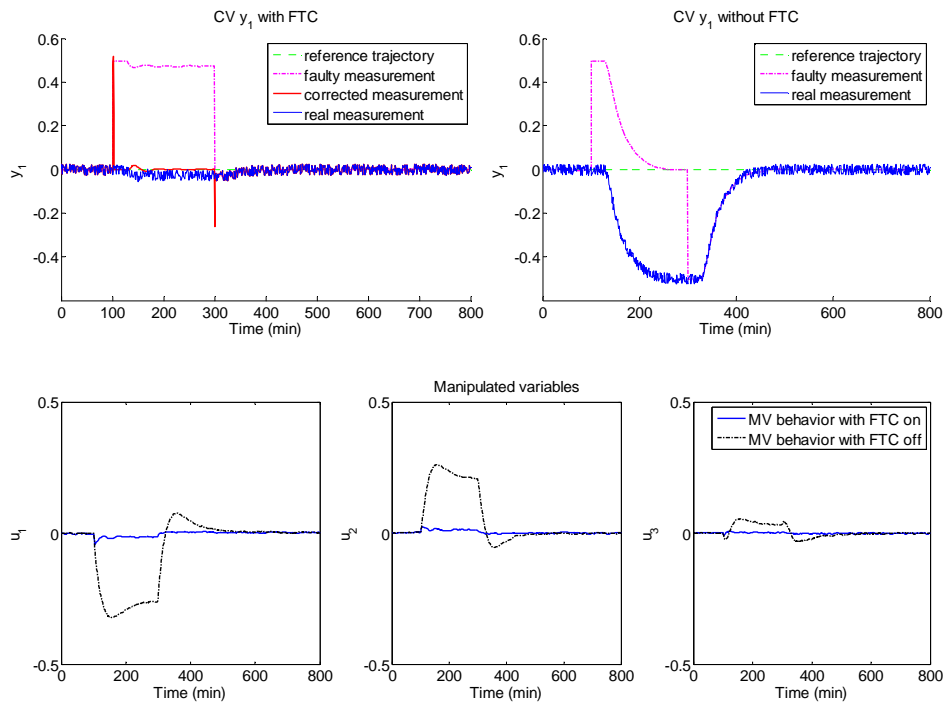 CV y1 with FTC
CV y1 without FTC
0.6
0.4
0.2
0
-0.2
-0.4
y1
reference trajectory
faulty measurement
corrected measurement
real measurement
0 100 200 300 400 500 600 700 800
Time (min)
0.6
0.4
0.2
0
-0.2
-0.4
y1
reference trajectory
faulty measurement
real measurement
0 200 400 600 800
Time (min)
Manipulated variables
0.5
0
-0.5
u1
0 200 400 600 800
Time (min)
0.5
0
-0.5
u2
0 200 400 600 800
Time (min)
0.5
0
-0.5
u3
MV behavior with FTC on
MV behavior with FTC off
0 200 400 600 800
Time (min)